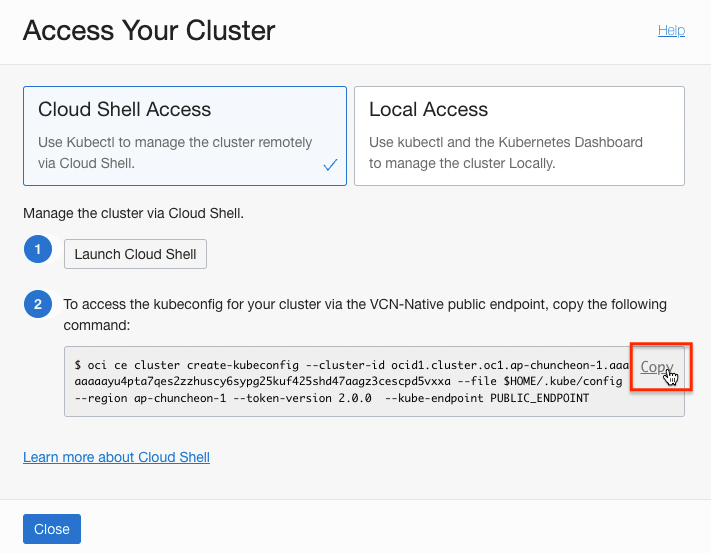 Access Your Cluster
Help
Cloud Shell Access
Use Kubectl to manage the cluster remotely
via Cloud Shell.
Local Access
Use kubectl and the Kubernetes Dashboard
to manage the cluster Locally.
Manage the cluster via Cloud Shell.
1
Launch Cloud Shell
2
To access the kubeconfig for your cluster via the VCN-Native public endpoint, copy the following
command:
$ oci ce cluster create-kubeconfig --cluster-id ocid1.cluster.oc1.ap-chuncheon-1.aaa
Copy
aaaaayu4pta7qes2zzhuscy6sypg25kuf425shd47aagz3cescpd5vxxa --file $HOME/.kube/config
--region ap-chuncheon-1 --token-version 2.0.0  --kube-endpoint PUBLIC_ENDPOINT
Learn more about Cloud Shell
Close